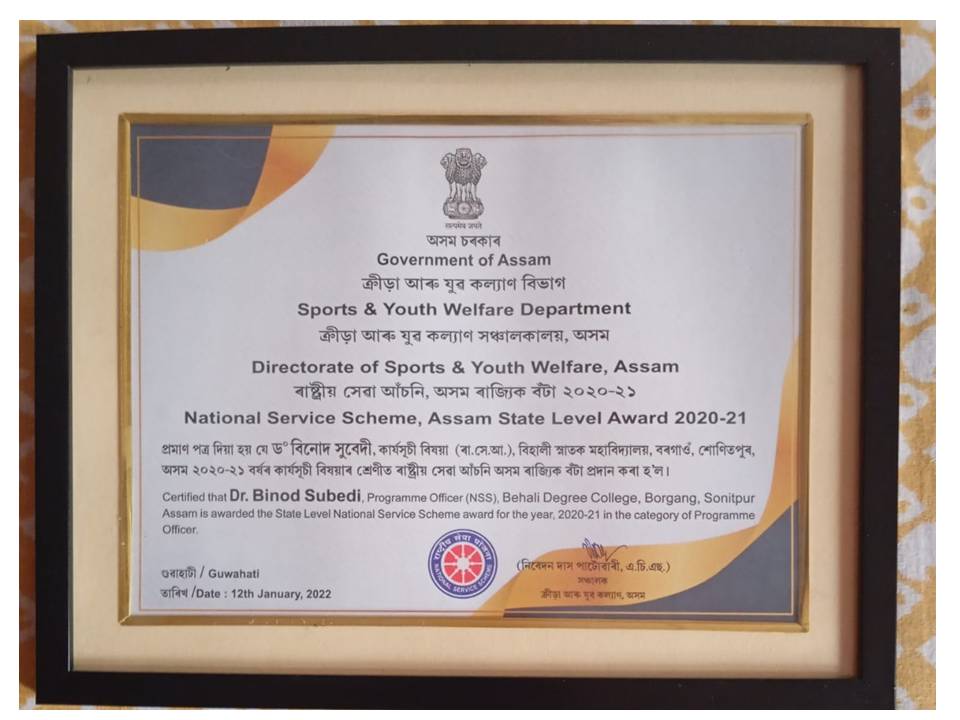 सत्यमेव जयते
অসম চৰকাৰ
Government of Assam
ক্ৰীড়া আৰু যুৱ কল্যাণ বিভাগ
Sports & Youth Welfare Department
ক্ৰীড়া আৰু যুৱ কল্যাণ সঞ্চালকালয়, অসম
Directorate of Sports & Youth Welfare, Assam
ৰাষ্ট্ৰীয় সেৱা আঁচনি, অসম ৰাজ্যিক বঁটা ২০২০-২১
National Service Scheme, Assam State Level Award 2020-21
প্ৰমাণ পত্ৰ দিয়া হয় যে ড° বিনোদ সুবেদী, কাৰ্যসূচী বিষয়া (ৰা.সে.আ.), বিহালী স্নাতক মহাবিদ্যালয়, বৰগাওঁ, শোণিতপুৰ,
অসম ২০২০-২১ বৰ্ষৰ কাৰ্যসূচী বিষয়াৰ শ্ৰেণীত ৰাষ্ট্ৰীয় সেৱা আঁচনি অসম ৰাজ্যিক বঁটা প্ৰদান কৰা হ'ল।
Certified that Dr. Binod Subedi, Programme Officer (NSS), Behali Degree College, Borgang, Sonitpur
Assam is awarded the State Level National Service Scheme award for the year, 2020-21 in the category of Programme
Officer.
राष्ट्रीय सेवा योजना
NATIONAL SERVICE SCHEME
(নিবেদন দাস পাটোৱাৰী, এ.চি.এছ.)
সঞ্চালক
ক্ৰীড়া আৰু যুৱ কল্যাণ, অসম
গুৱাহাটী / Guwahati
তাৰিখ /Date : 12th January, 2022